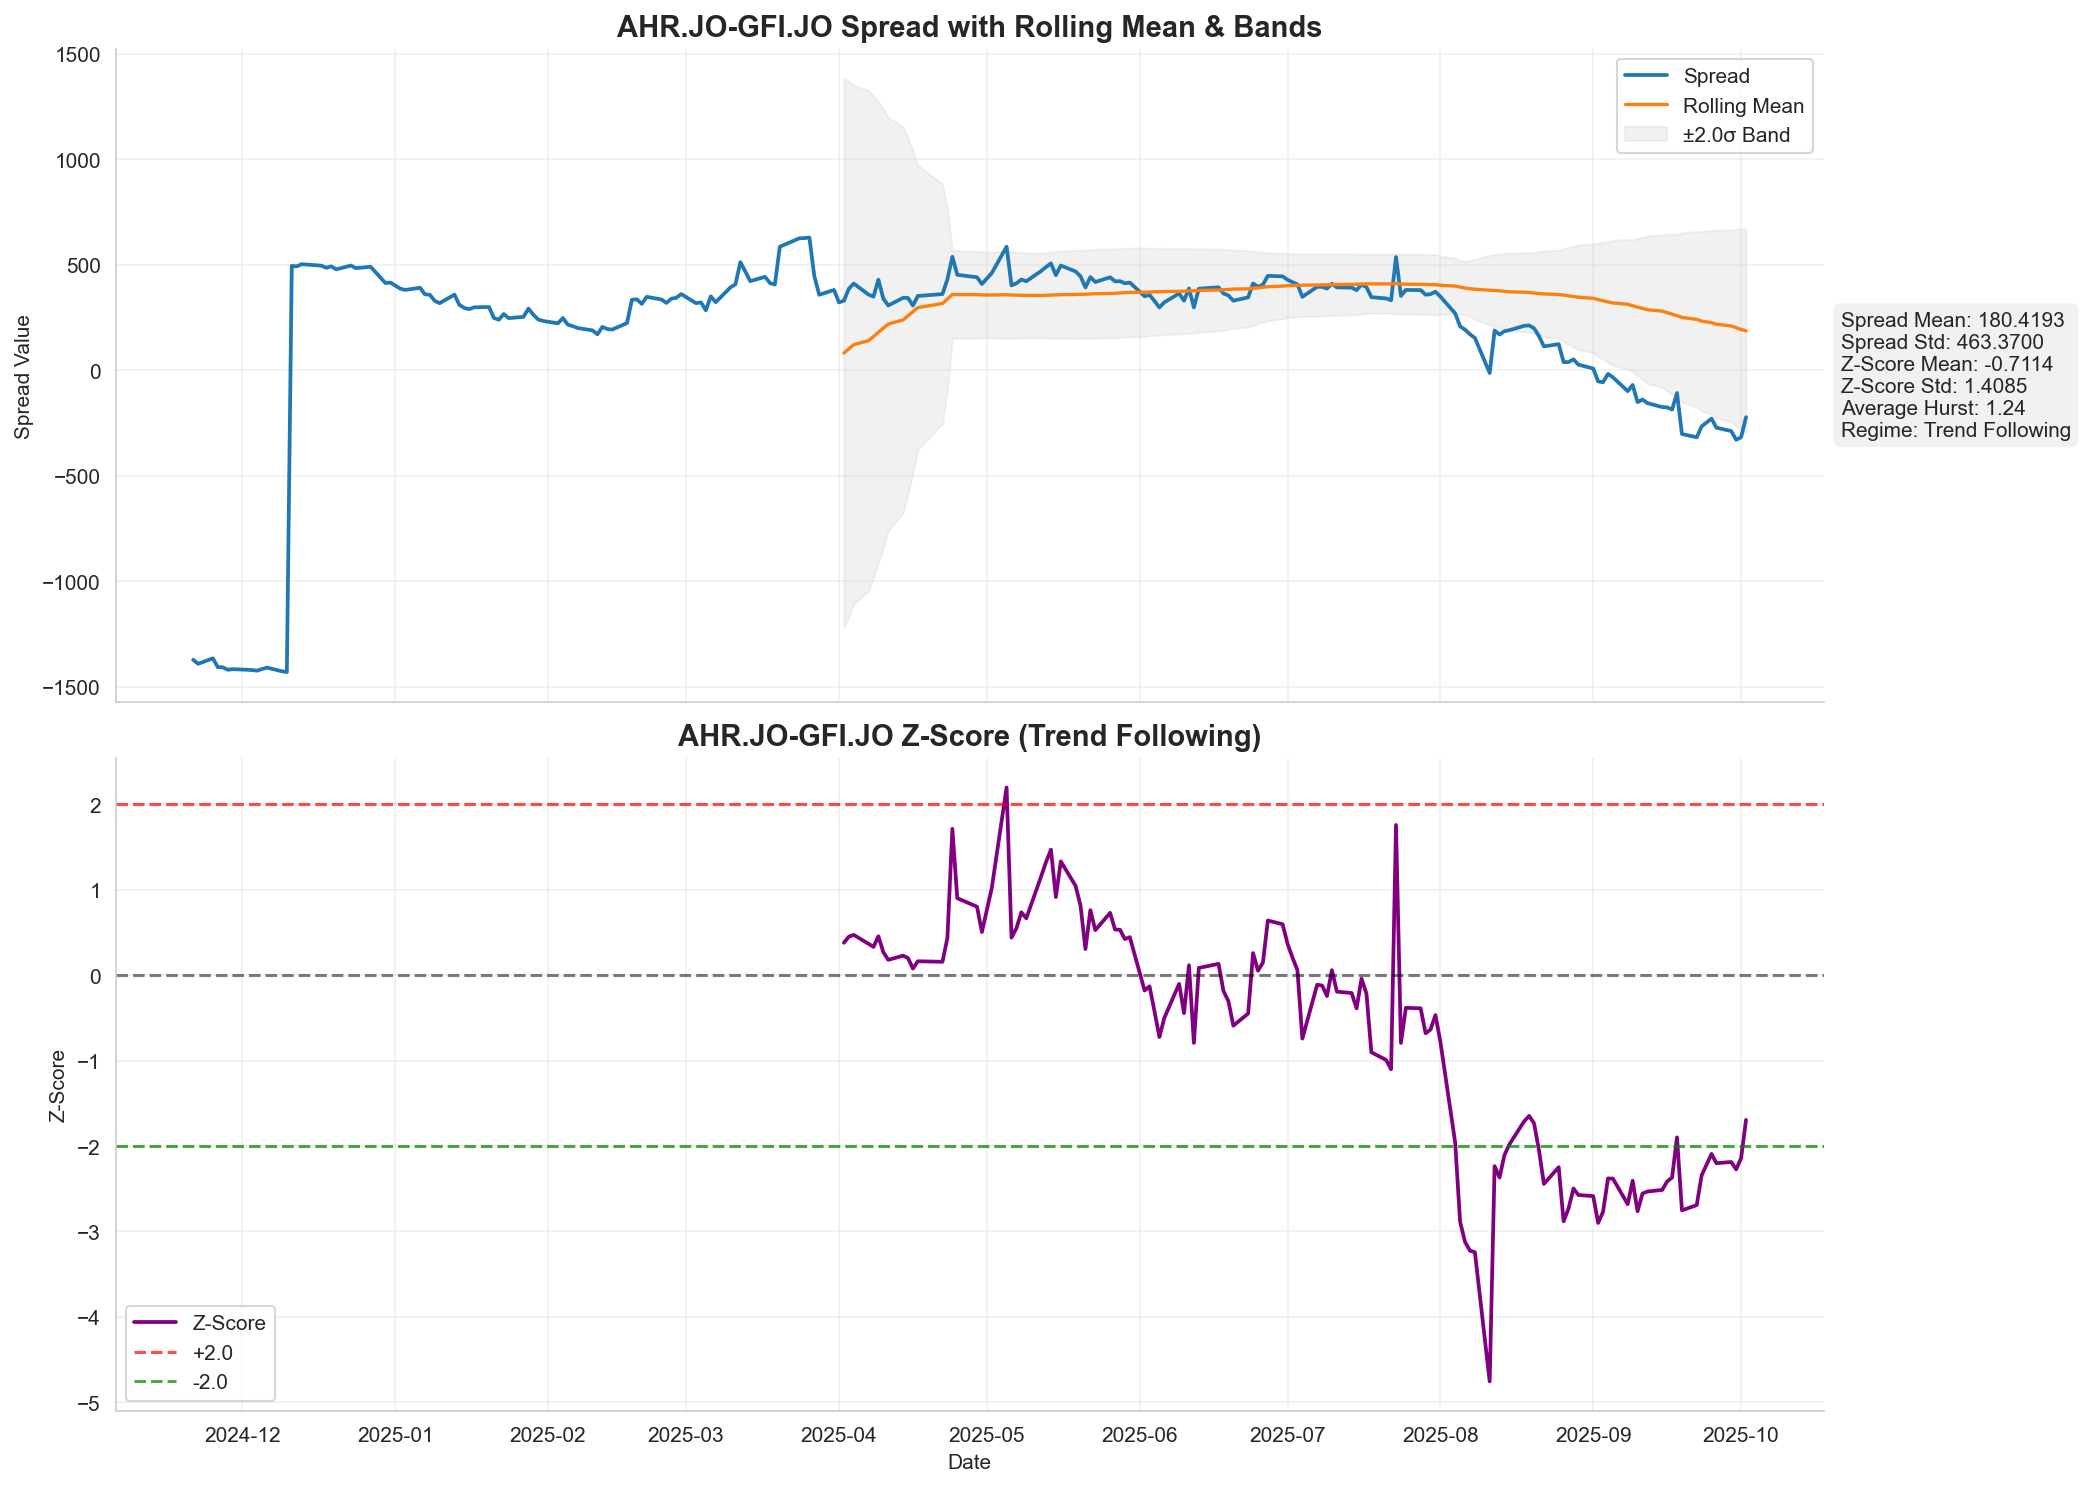 AHR.JO-GFI.JO Spread with Rolling Mean & Bands
1500
1000
500
0
−500
−1000
−1500
Spread Value
Spread
Rolling Mean
±2.0σ Band
Spread Mean: 180.4193
Spread Std: 463.3700
Z-Score Mean: -0.7114
Z-Score Std: 1.4085
Average Hurst: 1.24
Regime: Trend Following
AHR.JO-GFI.JO Z-Score (Trend Following)
2
1
0
−1
−2
−3
−4
−5
Z-Score
Z-Score
+2.0
-2.0
2024-12
2025-01
2025-02
2025-03
2025-04
2025-05
2025-06
2025-07
2025-08
2025-09
2025-10
Date